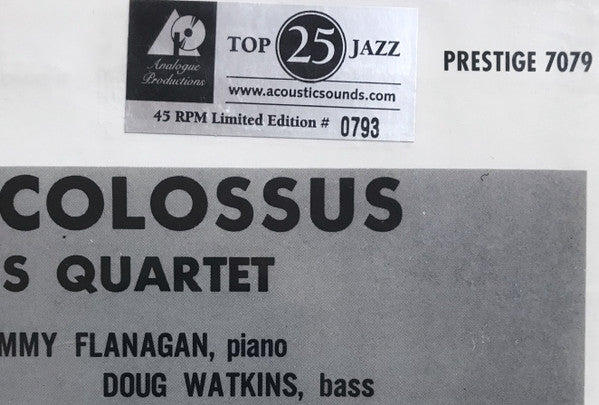 TOP 25 JAZZ
Analogue
Productions
www.acousticsounds.com
45 RPM Limited Edition # 0793
PRESTIGE 7079
COLOSSUS
S QUARTET
MMY FLANAGAN, piano
DOUG WATKINS, bass